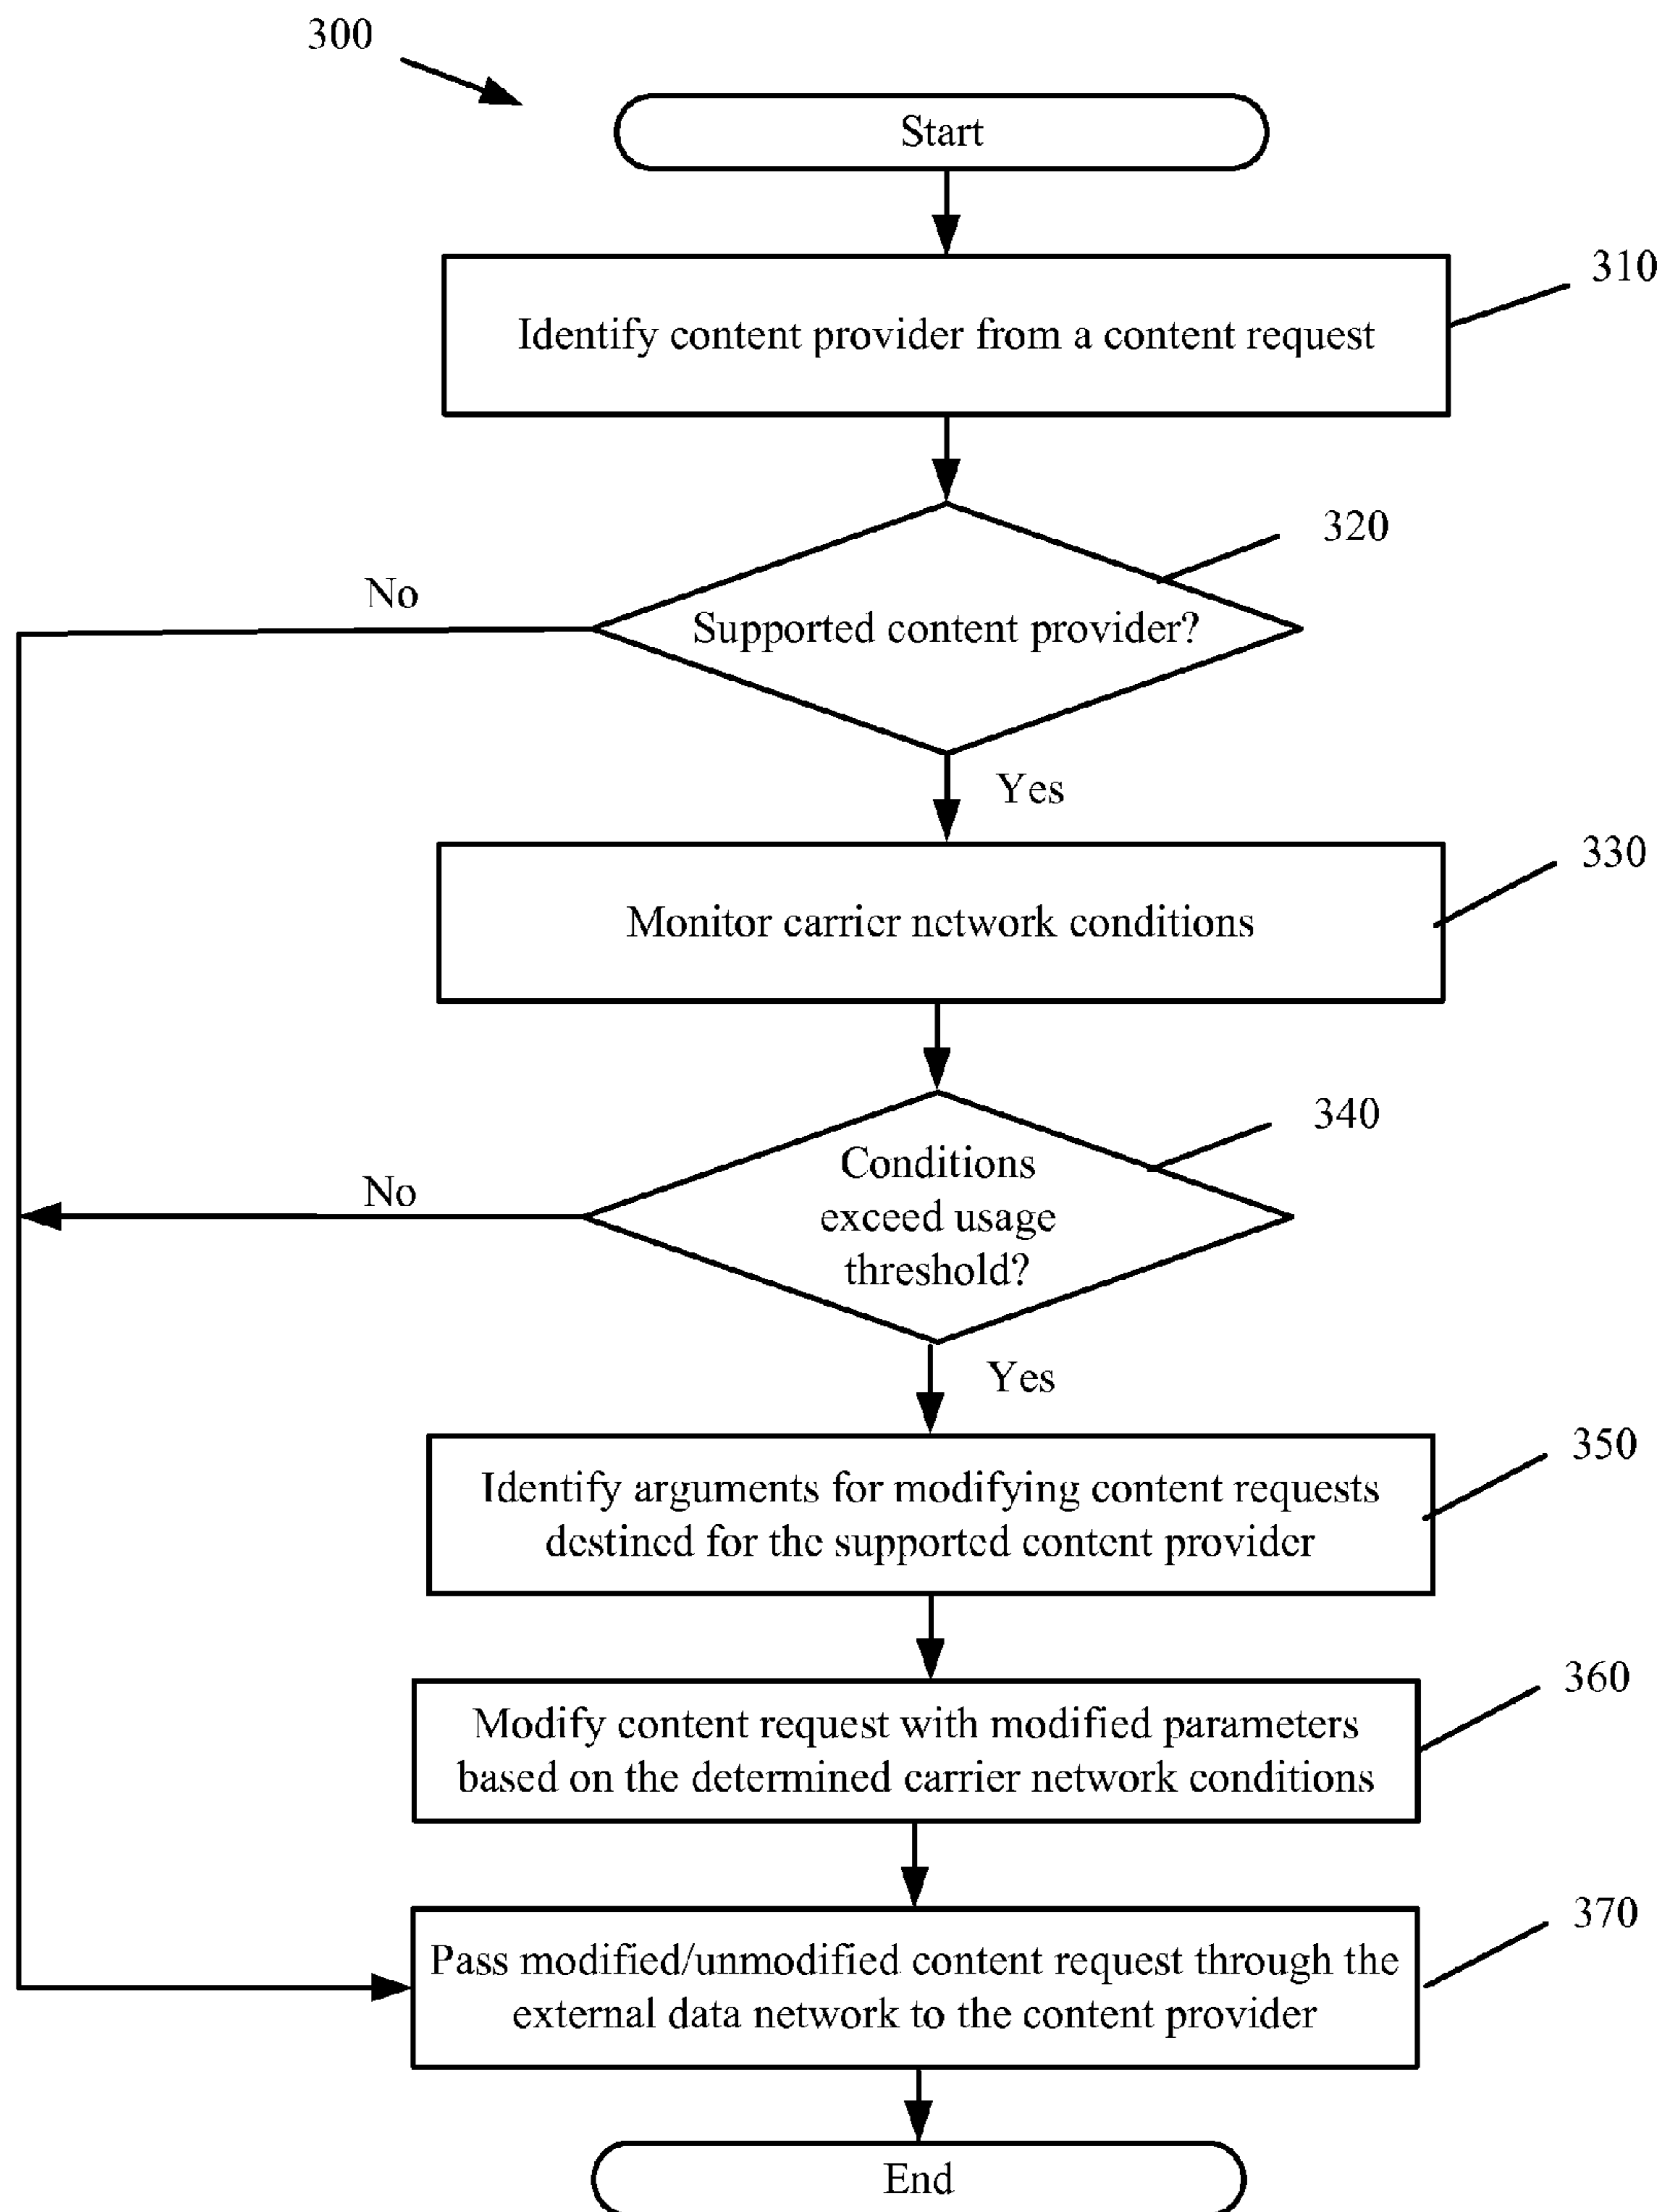 300
Start
310
Identify content provider from a content request
320
No
Supported content provider?
Yes
330
Monitor carrier network conditions
340
No
Conditions
exceed usage
threshold?
Yes
350
Identify arguments for modifying content requests
destined for the supported content provider
360
Modify content request with modified parameters
based on the determined carrier network conditions
370
Pass modified/unmodified content request through the
external data network to the content provider
End